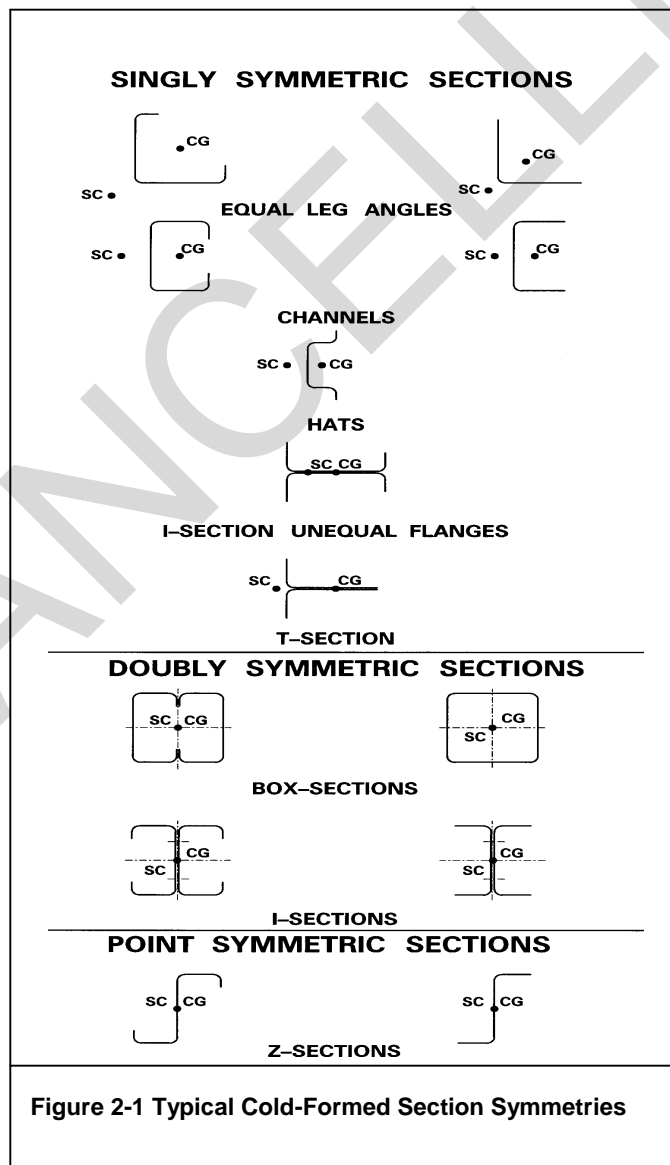 SINGLY SYMMETRIC SECTIONS
CG
CG
SC
SC
EQUAL LEG ANGLES
SC
CG
SC
CG
CHANNELS
SC
CG
HATS
SC CG
I–SECTION UNEQUAL FLANGES
SC
CG
T–SECTION
DOUBLY SYMMETRIC SECTIONS
SC CG
CG
SC
BOX–SECTIONS
CG
SC
CG
SC
I–SECTIONS
POINT SYMMETRIC SECTIONS
SC CG
SC CG
Z–SECTIONS
Figure 2-1 Typical Cold-Formed Section Symmetries
ANCELL